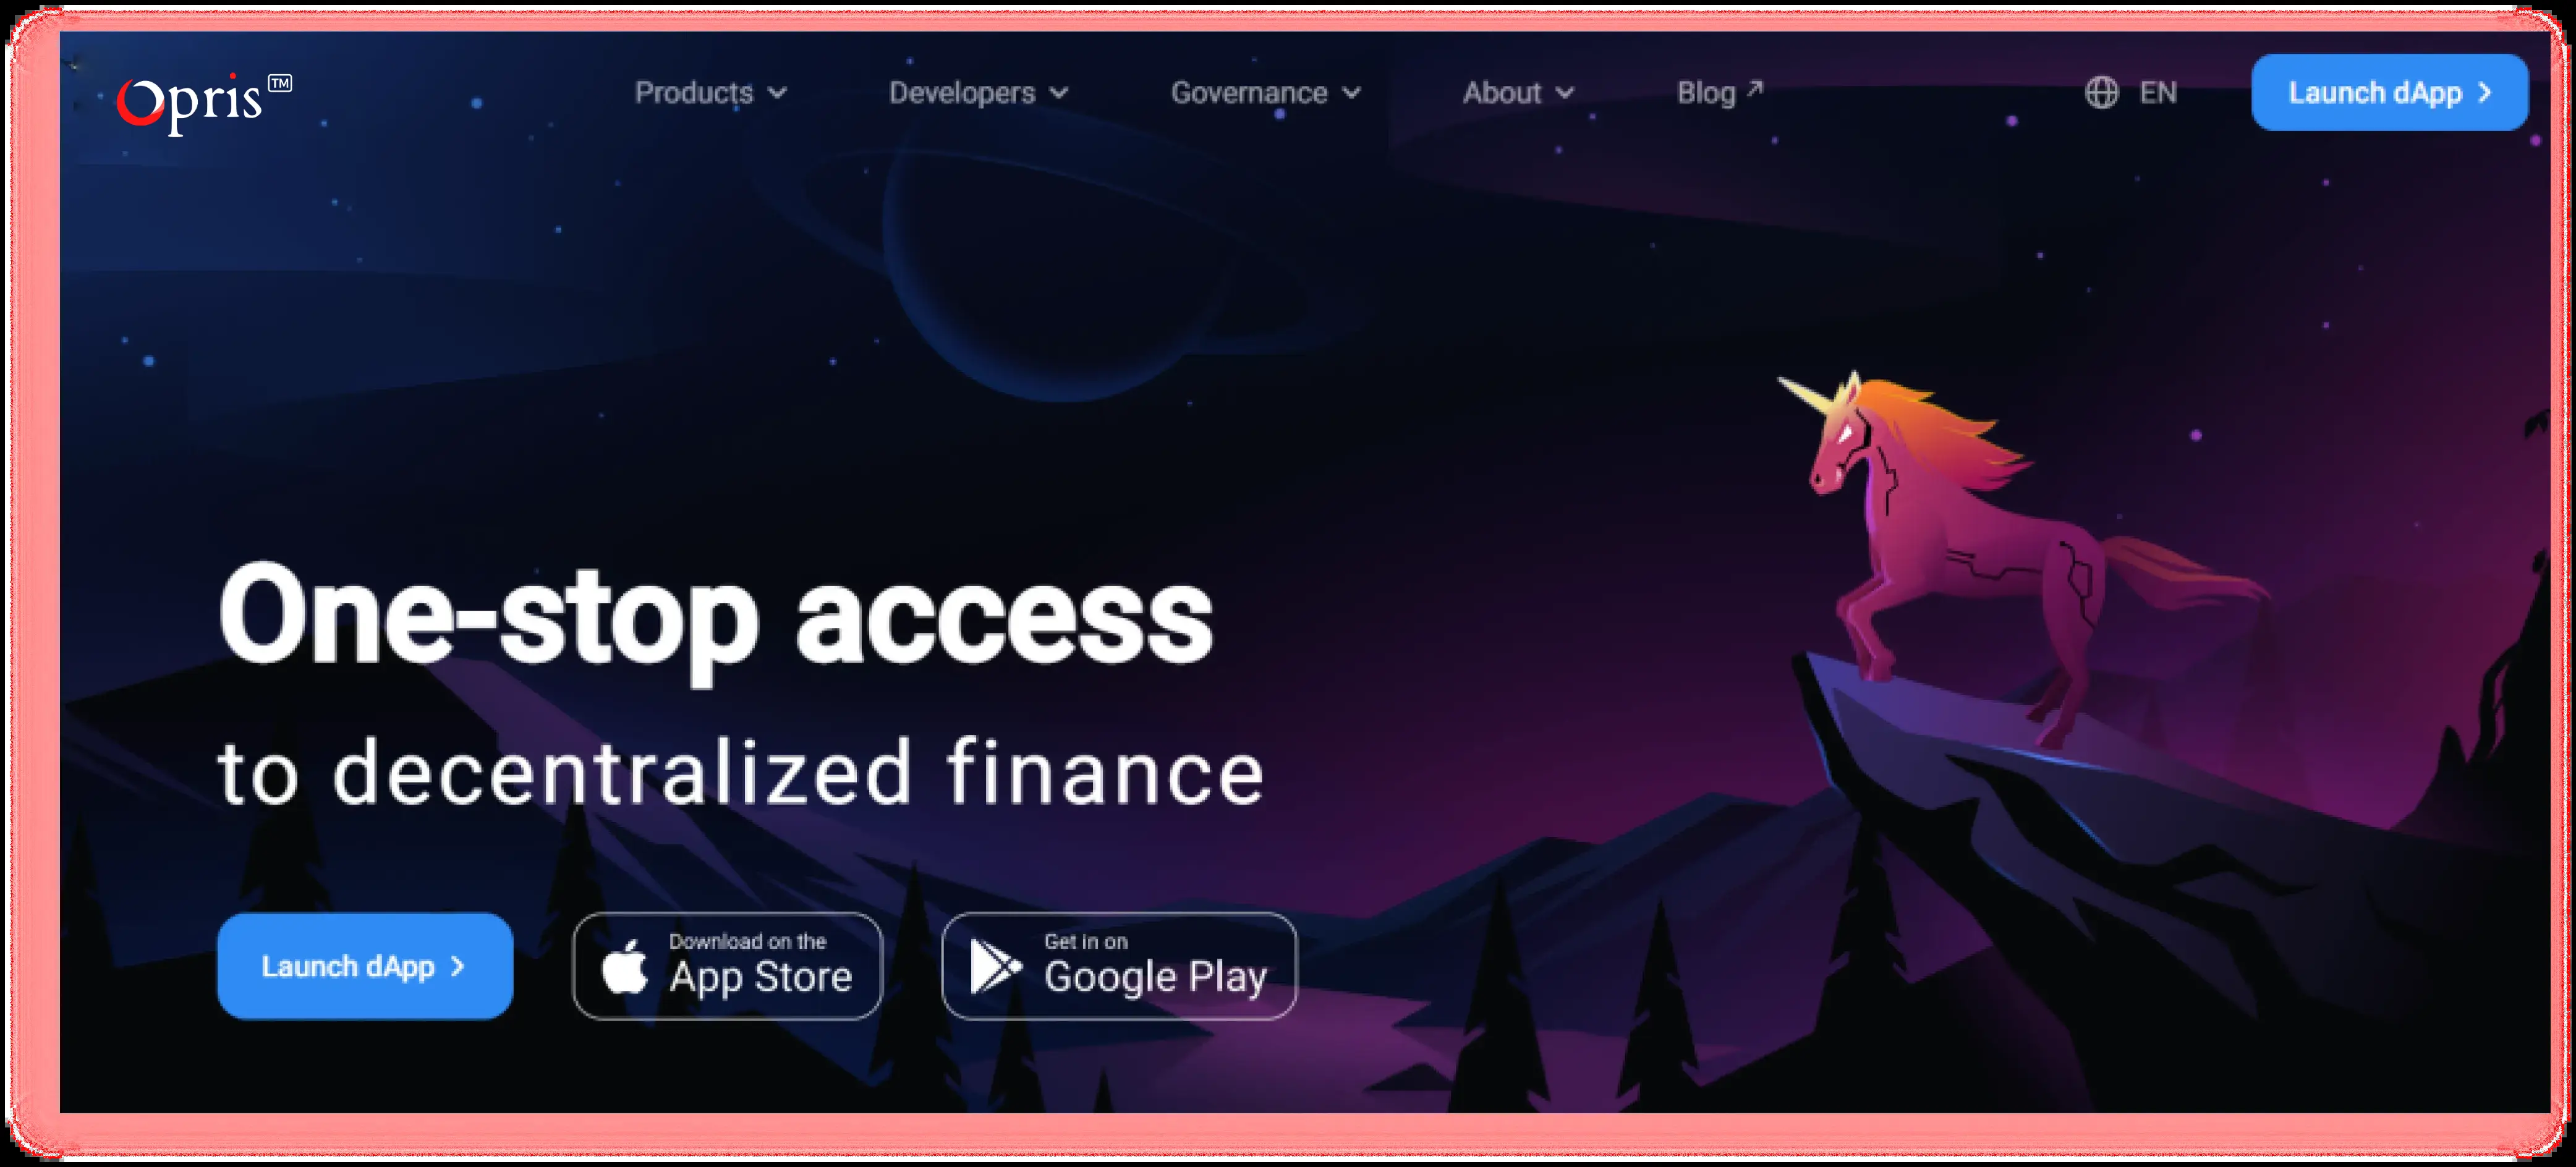 Opris™
Products
Developers
Governance
About
Blog
EN
Launch dApp
One-stop access
to decentralized finance
Launch dApp
Download on the
App Store
Get in on
Google Play